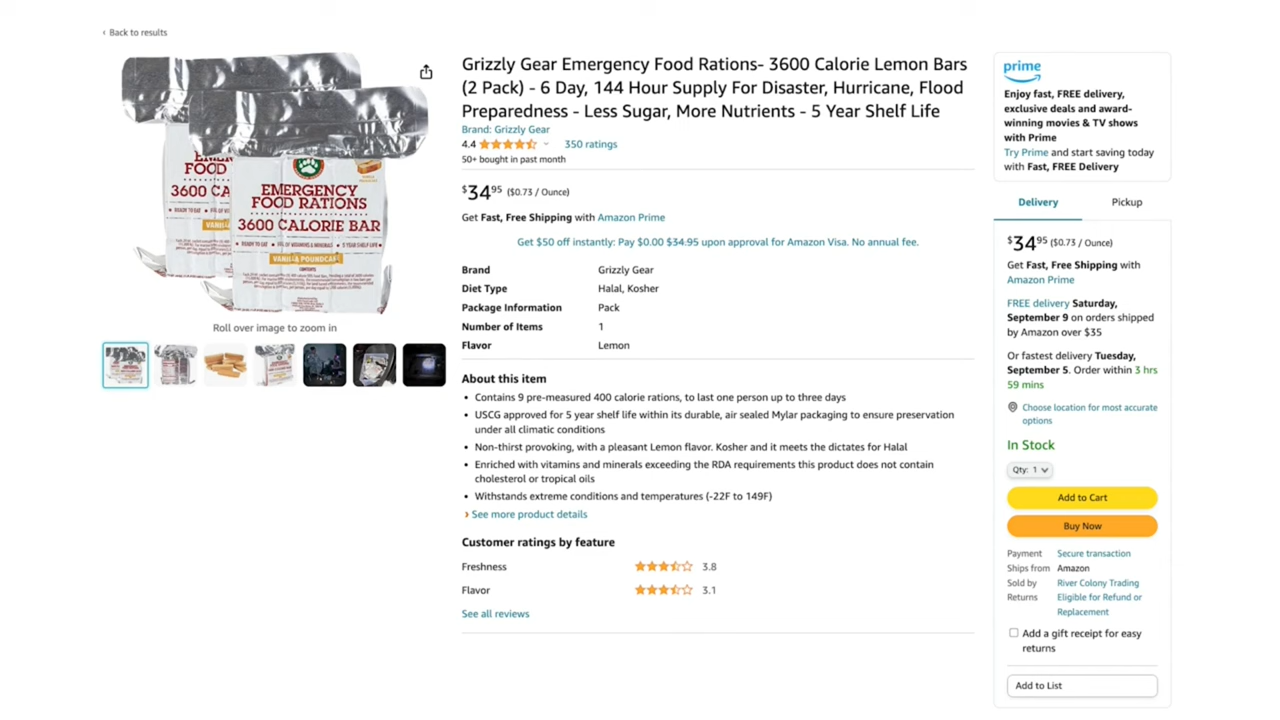 ‹ Back to results
EMERGENCY
FOOD RATIONS
3600 CALORIE BAR
READY TO EAT
5 YEAR SHELF LIFE
VANILLA POUNDCAKE
CONTENTS
Roll over image to zoom in
Grizzly Gear Emergency Food Rations- 3600 Calorie Lemon Bars
(2 Pack) - 6 Day, 144 Hour Supply For Disaster, Hurricane, Flood
Preparedness - Less Sugar, More Nutrients - 5 Year Shelf Life
Brand: Grizzly Gear
4.4 350 ratings
50+ bought in past month
$34.95 ($0.73 / Ounce)
Get Fast, Free Shipping with Amazon Prime
Get $50 off instantly: Pay $0.00 $34.95 upon approval for Amazon Visa. No annual fee.
Brand Grizzly Gear
Diet Type Halal, Kosher
Package Information Pack
Number of Items 1
Flavor Lemon
About this item
• Contains 9 pre-measured 400 calorie rations, to last one person up to three days
• USCG approved for 5 year shelf life within its durable, air sealed Mylar packaging to ensure preservation
under all climatic conditions
• Non-thirst provoking, with a pleasant Lemon flavor. Kosher and it meets the dictates for Halal
• Enriched with vitamins and minerals exceeding the RDA requirements this product does not contain
cholesterol or tropical oils
• Withstands extreme conditions and temperatures (-22F to 149F)
› See more product details
Customer ratings by feature
Freshness 3.8
Flavor 3.1
See all reviews
prime
Enjoy fast, FREE delivery,
exclusive deals and award-
winning movies & TV shows
with Prime
Try Prime and start saving today
with Fast, FREE Delivery
Delivery Pickup
$34.95 ($0.73 / Ounce)
Get Fast, Free Shipping with
Amazon Prime
FREE delivery Saturday,
September 9 on orders shipped
by Amazon over $35
Or fastest delivery Tuesday,
September 5. Order within 3 hrs
59 mins
Choose location for most accurate
options
In Stock
Qty: 1
Add to Cart
Buy Now
Payment Secure transaction
Ships from Amazon
Sold by River Colony Trading
Returns Eligible for Refund or
Replacement
Add a gift receipt for easy
returns
Add to List